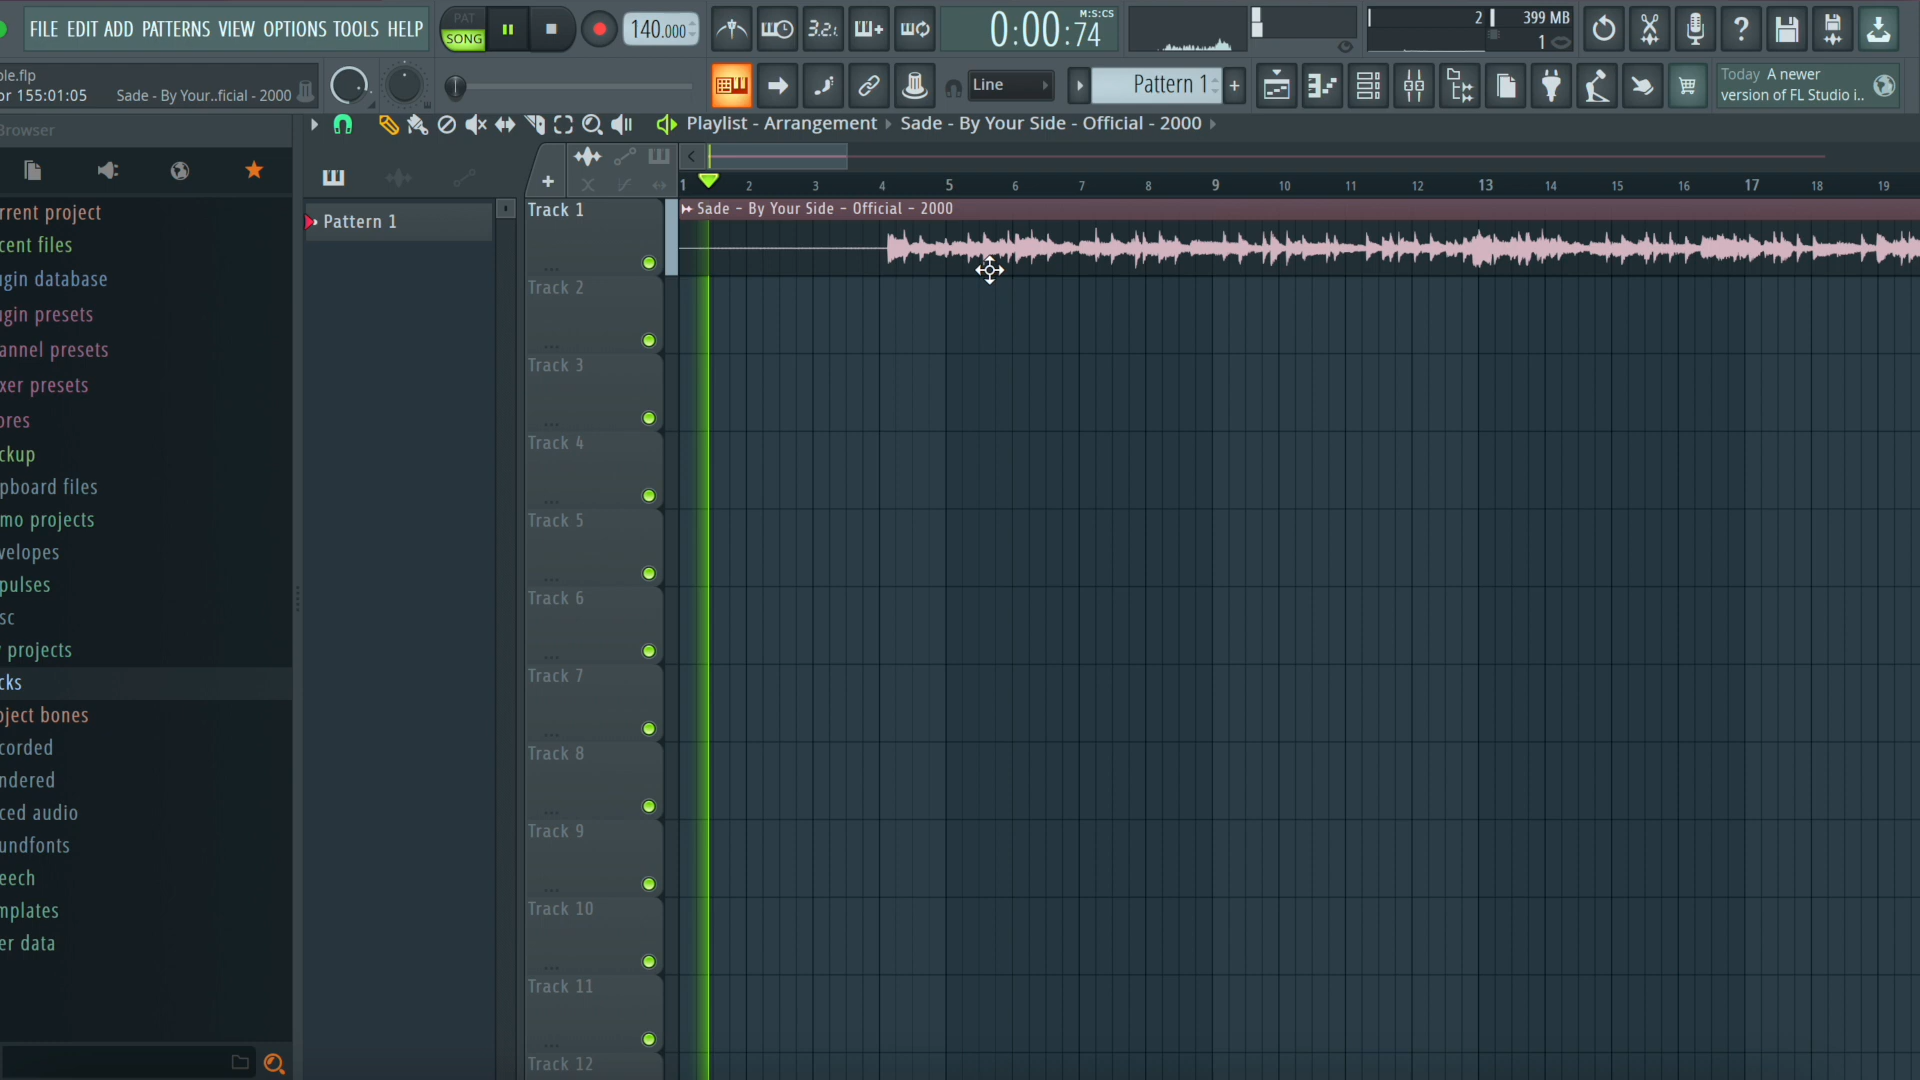 FILE EDIT ADD PATTERNS VIEW OPTIONS TOOLS HELP
PAT
SONG
140.000
3.2.
M:S:CS
0:00:74
2
399 MB
1
ole.flp
or 155:01:05
Sade - By Your..ficial - 2000
Line
Pattern 1
+
Today A newer
version of FL Studio i..
Browser
Playlist - Arrangement
Sade - By Your Side - Official - 2000
1 2 3 4 5 6 7 8 9 10 11 12 13 14 15 16 17 18 19
rrent project
cent files
ugin database
ugin presets
annel presets
xer presets
ores
ckup
pboard files
mo projects
velopes
pulses
sc
projects
cks
oject bones
corded
ndered
ced audio
undfonts
eech
mplates
er data
Pattern 1
Track 1
Sade - By Your Side - Official - 2000
Track 2
Track 3
Track 4
Track 5
Track 6
Track 7
Track 8
Track 9
Track 10
Track 11
Track 12